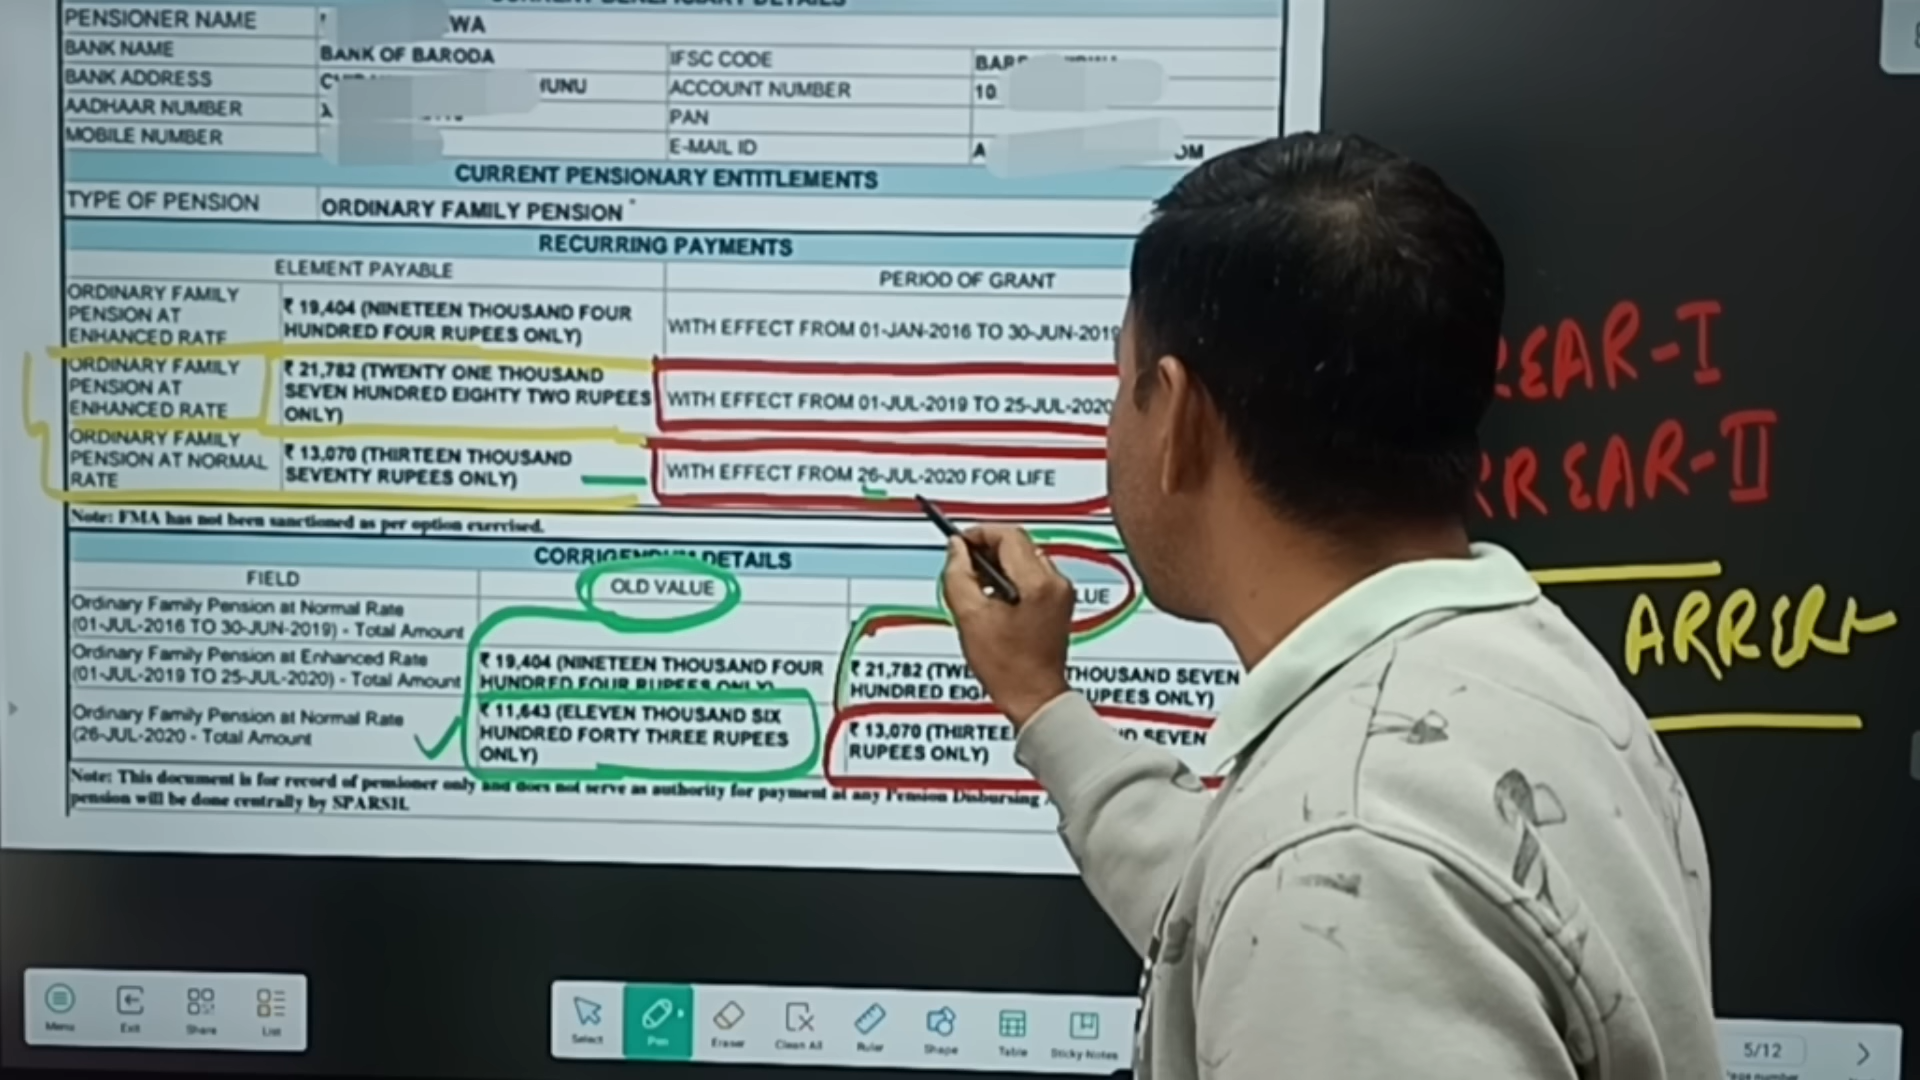 PENSIONER NAME WA
BANK NAME BANK OF BARODA IFSC CODE
BANK ADDRESS ACCOUNT NUMBER 10
AADHAAR NUMBER PAN
MOBILE NUMBER E-MAIL ID A OM
CURRENT PENSIONARY ENTITLEMENTS
TYPE OF PENSION ORDINARY FAMILY PENSION
RECURRING PAYMENTS
ELEMENT PAYABLE PERIOD OF GRANT
ORDINARY FAMILY
PENSION AT
ENHANCED RATE
₹ 19,404 (NINETEEN THOUSAND FOUR
HUNDRED FOUR RUPEES ONLY)
WITH EFFECT FROM 01-JAN-2016 TO 30-JUN-2019
ORDINARY FAMILY
PENSION AT
ENHANCED RATE
₹ 21,782 (TWENTY ONE THOUSAND
SEVEN HUNDRED EIGHTY TWO RUPEES
ONLY)
WITH EFFECT FROM 01-JUL-2019 TO 25-JUL-2020
ORDINARY FAMILY
PENSION AT NORMAL
RATE
₹ 13,070 (THIRTEEN THOUSAND
SEVENTY RUPEES ONLY)
WITH EFFECT FROM 26-JUL-2020 FOR LIFE
Note: FMA has not been sanctioned as per option exercised.
DETAILS
FIELD OLD VALUE
Ordinary Family Pension at Normal Rate
(01-JUL-2016 TO 30-JUN-2019) - Total Amount
Ordinary Family Pension at Enhanced Rate
(01-JUL-2019 TO 25-JUL-2020) - Total Amount
₹ 19,404 (NINETEEN THOUSAND FOUR
HUNDRED FOUR RUPEES ONLY)
₹ 21,782 THOUSAND SEVEN
HUNDRED RUPEES ONLY)
Ordinary Family Pension at Normal Rate
(26-JUL-2020 - Total Amount
₹ 11,643 (ELEVEN THOUSAND SIX
HUNDRED FORTY THREE RUPEES
ONLY)
₹ 13,070 SEVEN
RUPEES ONLY)
Note: This document is for record of pensioner only and does not serve as authority for payment at any Pension Disbursing
pension will be done centrally by SPARSH.
REAR-I
RREAR-II
ARRER
Menu Exit Share List
Select Pen Eraser Clean All Ruler Shape Table Sticky Notes
5/12